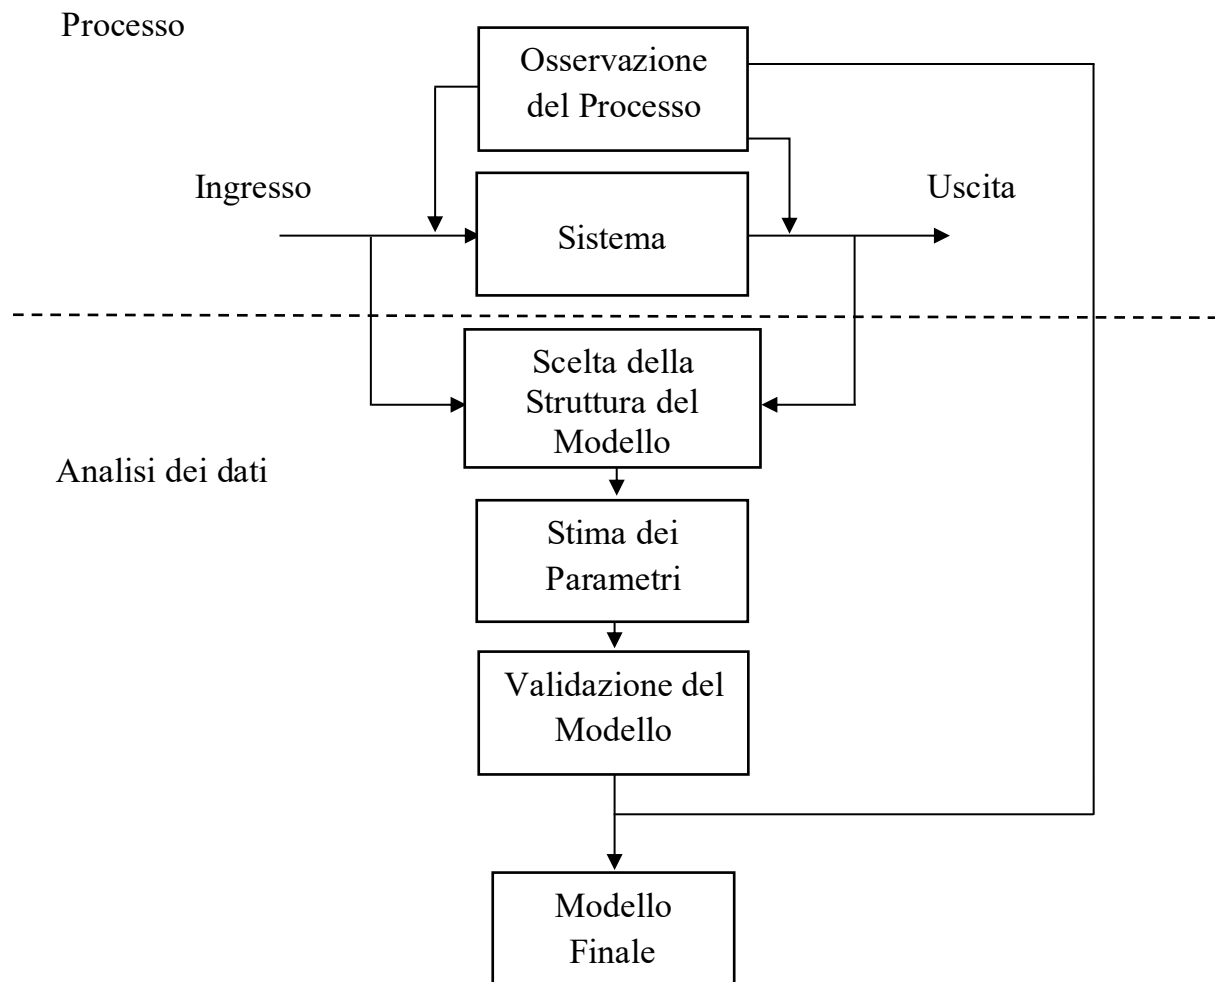 Processo
Osservazione
del Processo
Ingresso
Uscita
Sistema
Scelta della
Struttura del
Modello
Analisi dei dati
Stima dei
Parametri
Validazione del
Modello
Modello
Finale